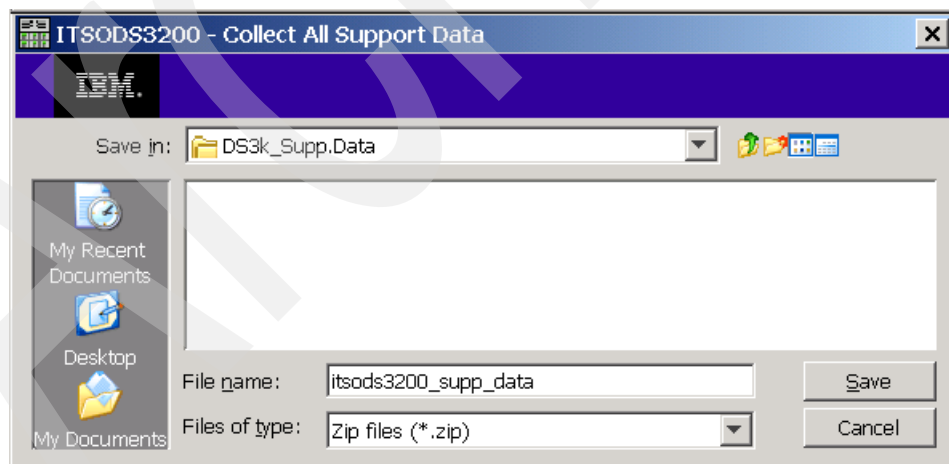 ITSODS3200 - Collect All Support Data
IBM.
Save in: DS3k_Supp.Data
My Recent
Documents
Desktop
My Documents
File name: itsods3200_supp_data Save
Files of type: Zip files (*.zip) Cancel